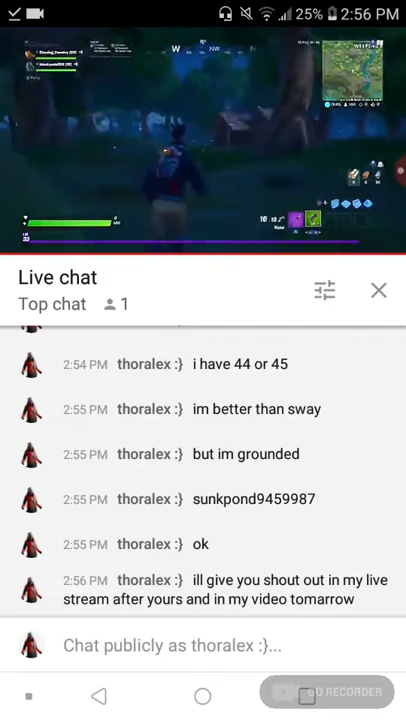 25% 2:56 PM
W NW
Live chat
Top chat 1
2:54 PM thoralex :} i have 44 or 45
2:55 PM thoralex :} im better than sway
2:55 PM thoralex :} but im grounded
2:55 PM thoralex :} sunkpond9459987
2:55 PM thoralex :} ok
2:56 PM thoralex :} ill give you shout out in my live
stream after yours and in my video tomarrow
Chat publicly as thoralex :}...
GO RECORDER